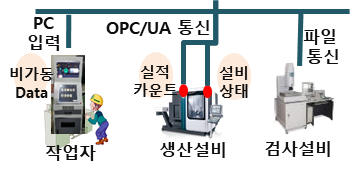 PC
입력
OPC/UA 통신
파일
통신
비가동
Data
실적
카운트
설비
상태
작업자
생산설비
검사설비